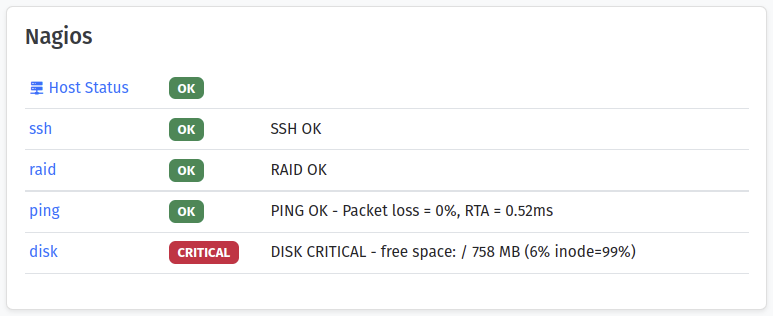 Nagios
Host Status OK
ssh OK SSH OK
raid OK RAID OK
ping OK PING OK - Packet loss = 0%, RTA = 0.52ms
disk CRITICAL DISK CRITICAL - free space: / 758 MB (6% inode=99%)